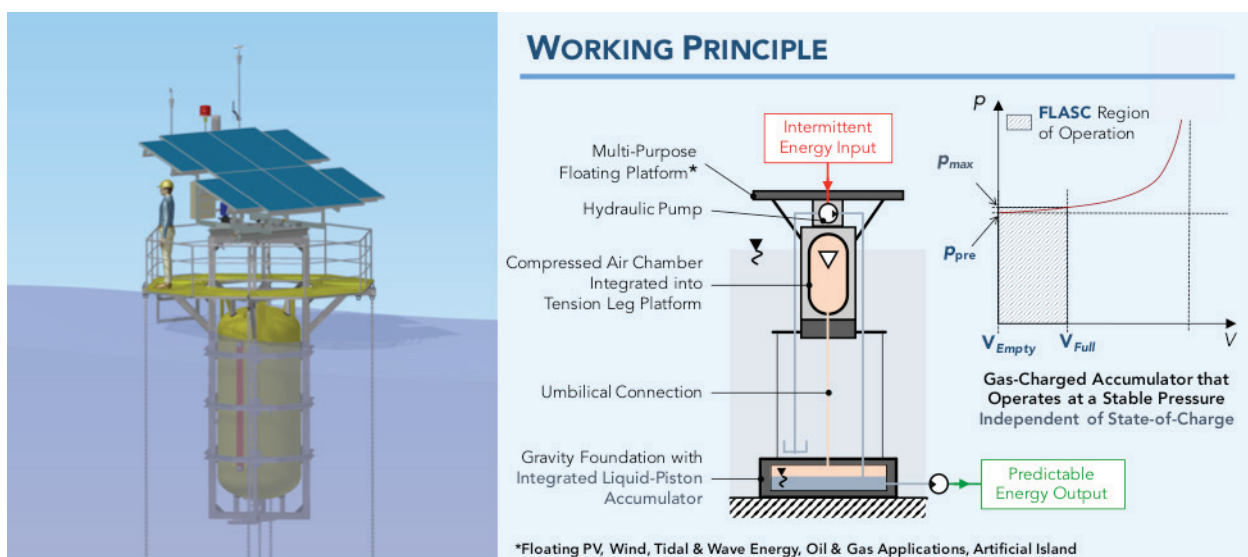 WORKING PRINCIPLE
Intermittent
Energy Input
Multi-Purpose
Floating Platform*
Hydraulic Pump
Compressed Air Chamber
Integrated into
Tension Leg Platform
Umbilical Connection
Gravity Foundation with
Integrated Liquid-Piston
Accumulator
Predictable
Energy Output
p
FLASC Region
of Operation
Pmax
Ppre
VEmpty
VFull
V
Gas-Charged Accumulator that
Operates at a Stable Pressure
Independent of State-of-Charge
*Floating PV, Wind, Tidal & Wave Energy, Oil & Gas Applications, Artificial Island